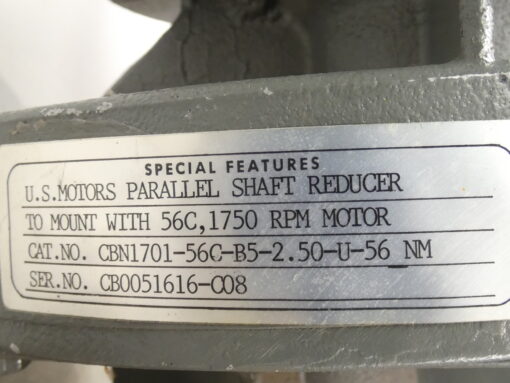 SPECIAL FEATURES
U.S.MOTORS PARALLEL SHAFT REDUCER
TO MOUNT WITH 56C,1750 RPM MOTOR
CAT.NO. CBN1701-56C-B5-2.50-U-56 NM
SER.NO. CB0051616-C08